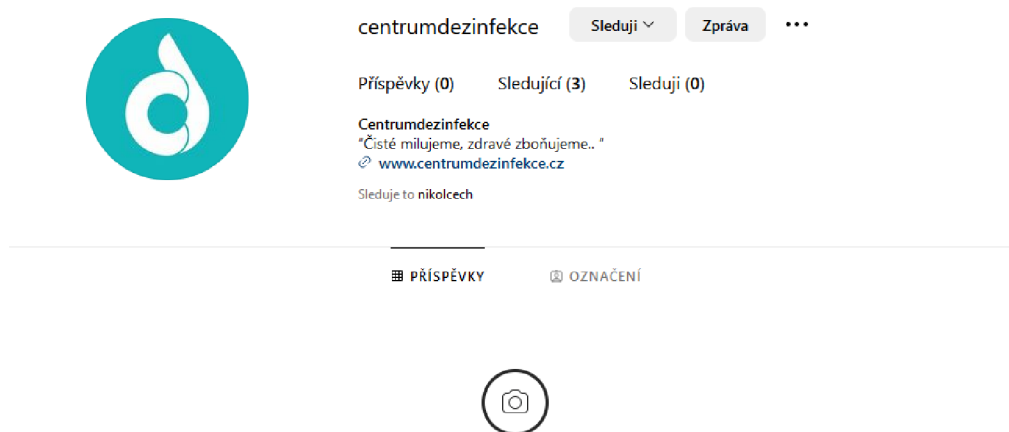 centrumdezinfekce Sleduji Zpráva
Příspěvky (0) Sledující (3) Sleduji (0)
Centrumdezinfekce
"Čisté milujeme, zdravé zboňujeme.. "
www.centrumdezinfekce.cz
Sleduje to nikolcech
PŘÍSPĚVKY OZNAČENÍ